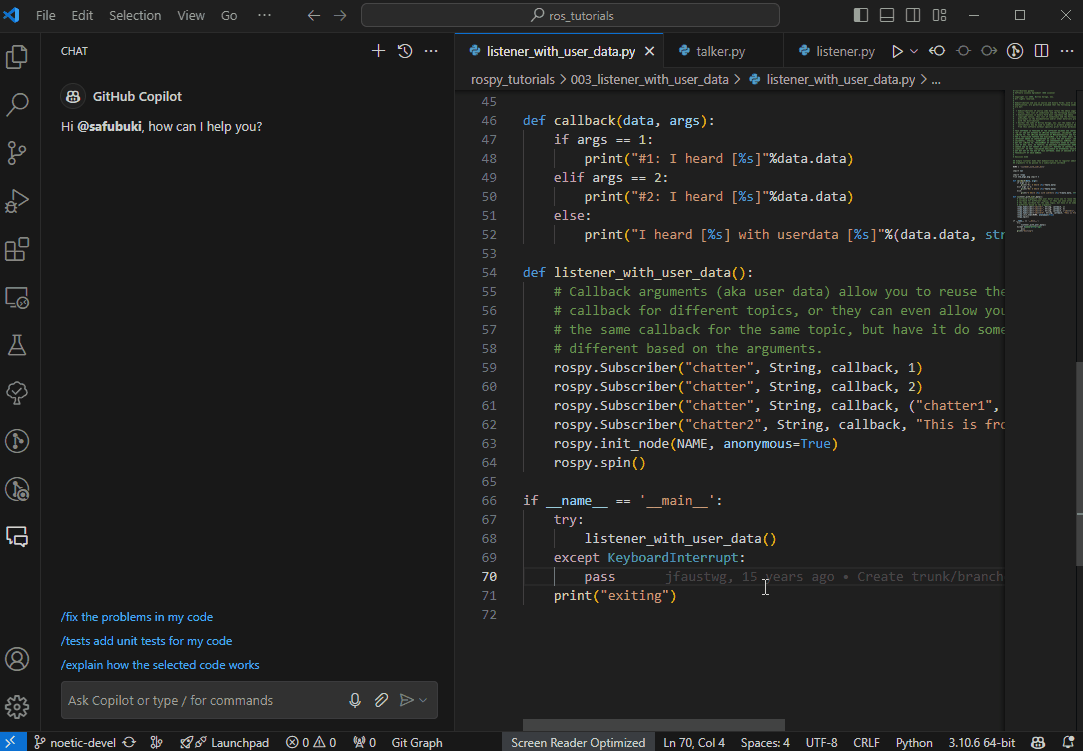 File Edit Selection View Go ··· ros_tutorials
CHAT
GitHub Copilot
Hi @safubuki, how can I help you?
/fix the problems in my code
/tests add unit tests for my code
/explain how the selected code works
Ask Copilot or type / for commands
listener_with_user_data.py talker.py listener.py
rospy_tutorials > 003_listener_with_user_data > listener_with_user_data.py > ...
45
46 def callback(data, args):
47 if args == 1:
48 print("#1: I heard [%s]"%data.data)
49 elif args == 2:
50 print("#2: I heard [%s]"%data.data)
51 else:
52 print("I heard [%s] with userdata [%s]"%(data.data, str
53
54 def listener_with_user_data():
55 # Callback arguments (aka user data) allow you to reuse the
56 # callback for different topics, or they can even allow you
57 # the same callback for the same topic, but have it do some
58 # different based on the arguments.
59 rospy.Subscriber("chatter", String, callback, 1)
60 rospy.Subscriber("chatter", String, callback, 2)
61 rospy.Subscriber("chatter", String, callback, ("chatter1",
62 rospy.Subscriber("chatter2", String, callback, "This is fro
63 rospy.init_node(NAME, anonymous=True)
64 rospy.spin()
65
66 if __name__ == '__main__':
67 try:
68 listener_with_user_data()
69 except KeyboardInterrupt:
70 pass jfaustwg, 15 years ago • Create trunk/branch
71 print("exiting")
72
noetic-devel Launchpad 0 0 0 Git Graph Screen Reader Optimized Ln 70, Col 4 Spaces: 4 UTF-8 CRLF Python 3.10.6 64-bit